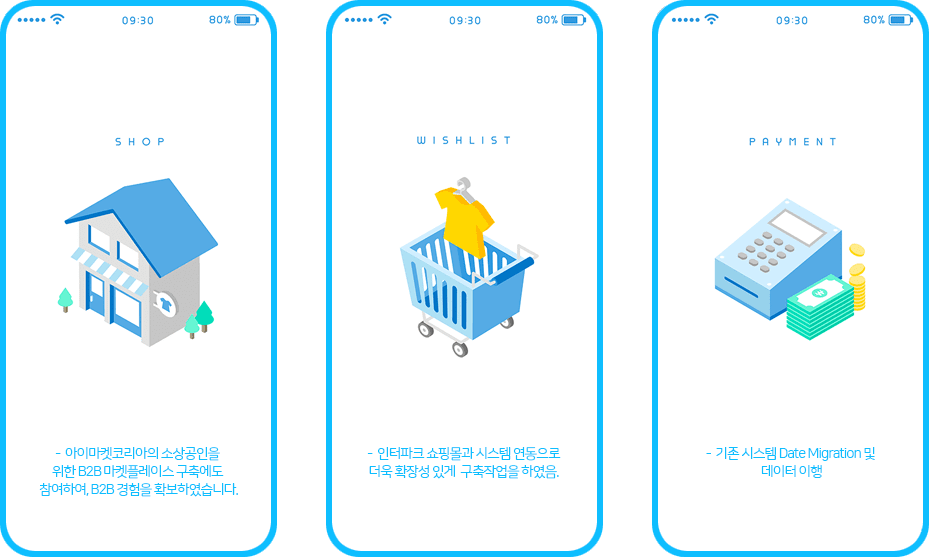 09:30
80%
SHOP
- 아이마켓코리아의 소상공인을
위한 B2B 마켓플레이스 구축에도
참여하여, B2B 경험을 확보하였습니다.
09:30
80%
WISHLIST
- 인터파크 쇼핑몰과 시스템 연동으로
더욱 확장성 있게 구축작업을 하였음.
09:30
80%
PAYMENT
- 기존 시스템 Date Migration 및
데이터 이행